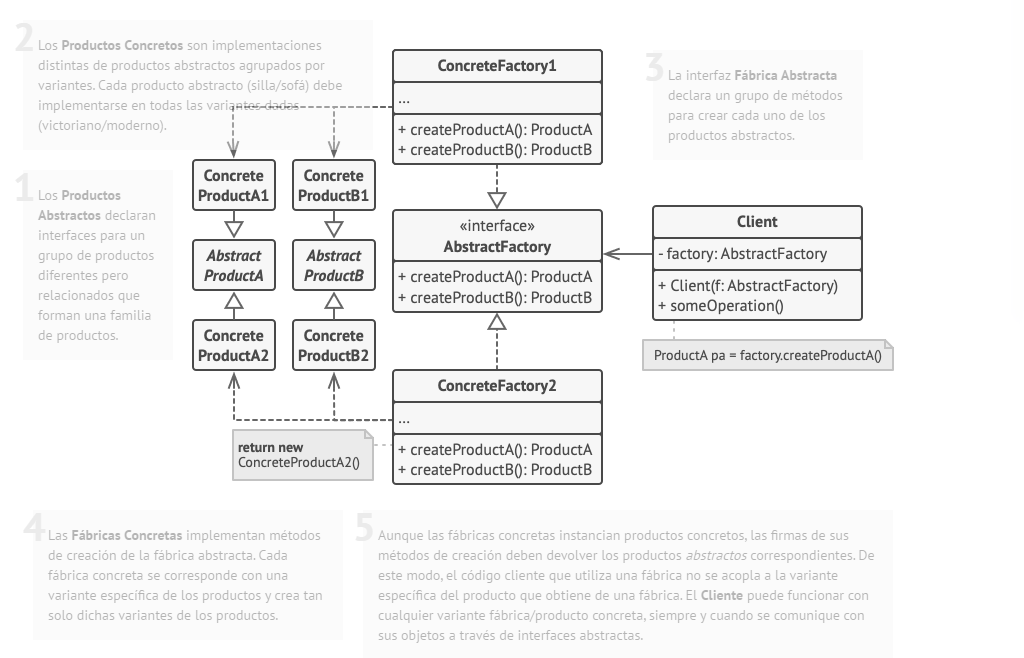 2
Los Productos Concretos son implementaciones
distintas de productos abstractos agrupados por
variantes. Cada producto abstracto (silla/sofá) debe
implementarse en todas las variantes dadas
(victoriano/moderno).
ConcreteFactory1
...
+ createProductA(): ProductA
+ createProductB(): ProductB
3
La interfaz Fábrica Abstracta
declara un grupo de métodos
para crear cada uno de los
productos abstractos.
1
Los Productos
Abstractos declaran
interfaces para un
grupo de productos
diferentes pero
relacionados que
forman una familia
de productos.
Concrete
ProductA1
Concrete
ProductB1
Abstract
ProductA
Abstract
ProductB
Concrete
ProductA2
Concrete
ProductB2
«interface»
AbstractFactory
+ createProductA(): ProductA
+ createProductB(): ProductB
Client
- factory: AbstractFactory
+ Client(f: AbstractFactory)
+ someOperation()
ProductA pa = factory.createProductA()
ConcreteFactory2
...
+ createProductA(): ProductA
+ createProductB(): ProductB
return new
ConcreteProductA2()
4
Las Fábricas Concretas implementan métodos
de creación de la fábrica abstracta. Cada
fábrica concreta se corresponde con una
variante específica de los productos y crea tan
solo dichas variantes de los productos.
5
Aunque las fábricas concretas instancian productos concretos, las firmas de sus
métodos de creación deben devolver los productos abstractos correspondientes. De
este modo, el código cliente que utiliza una fábrica no se acopla a la variante
específica del producto que obtiene de una fábrica. El Cliente puede funcionar con
cualquier variante fábrica/producto concreta, siempre y cuando se comunique con
sus objetos a través de interfaces abstractas.